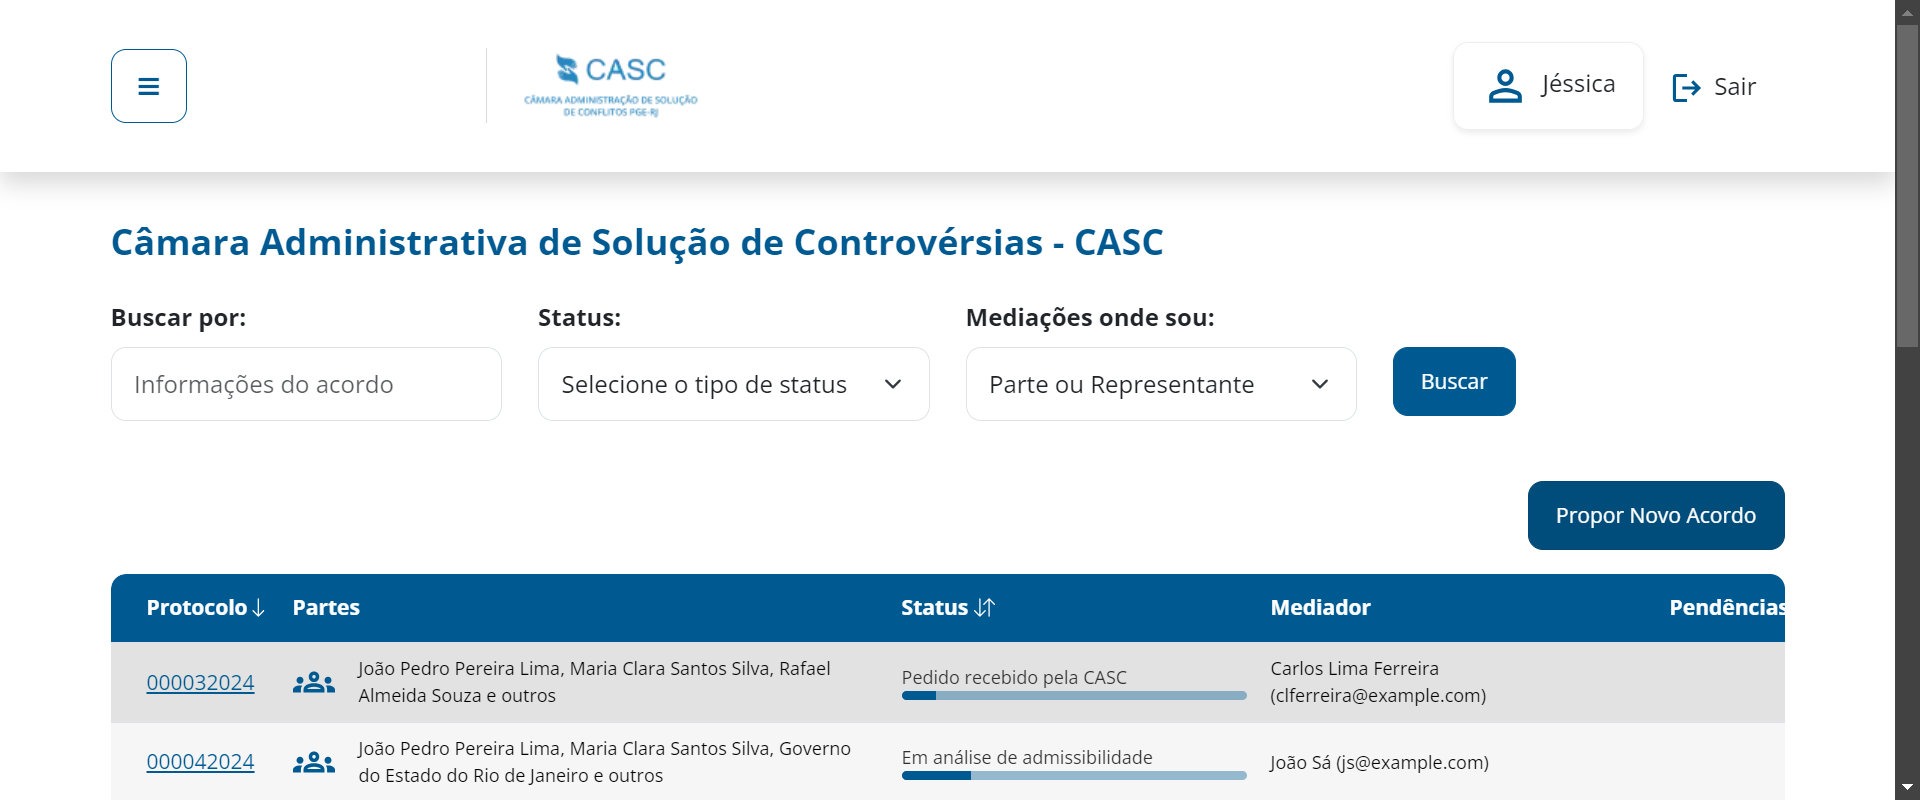 CASC
CÂMARA ADMINISTRAÇÃO DE SOLUÇÃO
DE CONFLITOS PGE-RJ
Jéssica
Sair
Câmara Administrativa de Solução de Controvérsias - CASC
Buscar por:
Status:
Mediações onde sou:
Informações do acordo
Selecione o tipo de status
Parte ou Representante
Buscar
Propor Novo Acordo
Protocolo
Partes
Status
Mediador
Pendências
000032024
João Pedro Pereira Lima, Maria Clara Santos Silva, Rafael
Almeida Souza e outros
Pedido recebido pela CASC
Carlos Lima Ferreira
(clferreira@example.com)
000042024
João Pedro Pereira Lima, Maria Clara Santos Silva, Governo
do Estado do Rio de Janeiro e outros
Em análise de admissibilidade
João Sá (js@example.com)